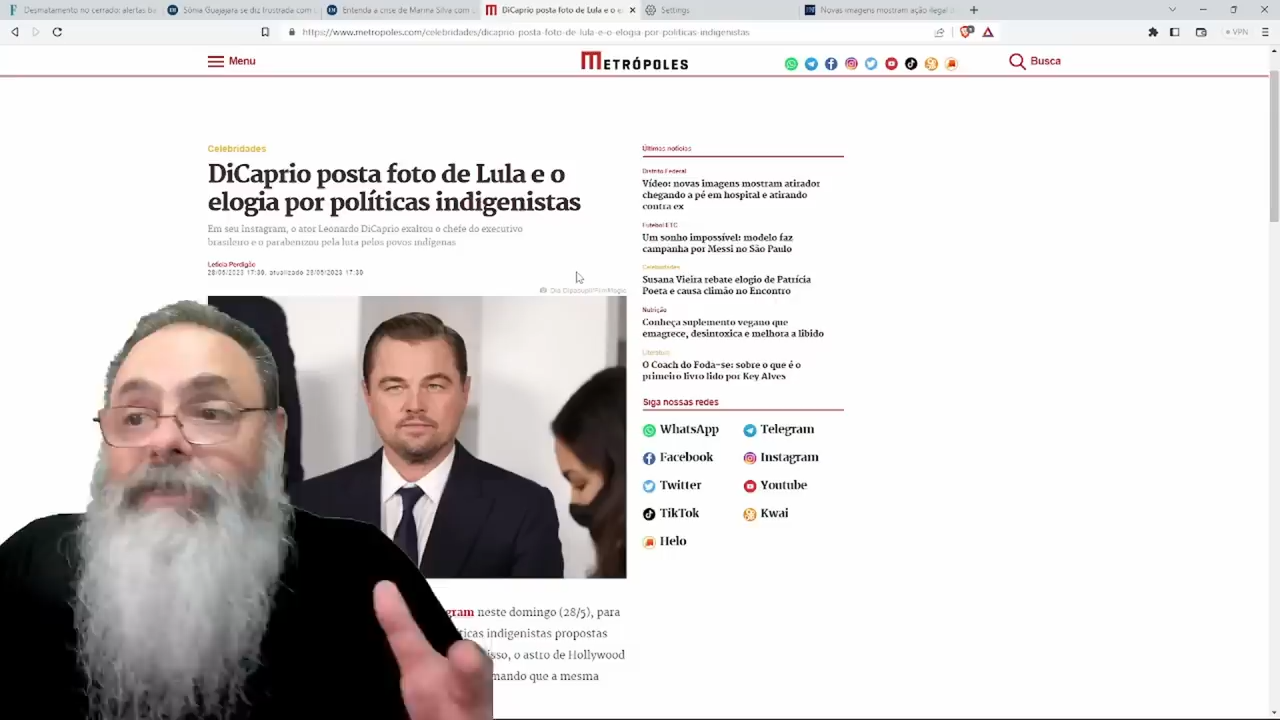 Desmatamento no cerrado: alertas ba
Sônia Guajajara se diz frustrada com
Entenda a crise de Marina Silva com L
DiCaprio posta foto de Lula e o e
Settings
Novas imagens mostram ação ilegal d
https://www.metropoles.com/celebridades/dicaprio-posta-foto-de-lula-e-o-elogia-por-politicas-indigenistas
VPN
Menu
METRÓPOLES
Busca
Celebridades
DiCaprio posta foto de Lula e o
elogia por políticas indigenistas
Em seu Instagram, o ator Leonardo DiCaprio exaltou o chefe do executivo
brasileiro e o parabenizou pela luta pelos povos indígenas
Letícia Perdigão
28/05/2023 17:30, atualizado 28/05/2023 17:30
gram neste domingo (28/5), para
ticas indigenistas propostas
isso, o astro de Hollywood
mando que a mesma
Últimas notícias
Distrito Federal
Vídeo: novas imagens mostram atirador
chegando a pé em hospital e atirando
contra ex
Futebol ETC
Um sonho impossível: modelo faz
campanha por Messi no São Paulo
Celebridades
Susana Vieira rebate elogio de Patrícia
Poeta e causa climão no Encontro
Nutrição
Conheça suplemento vegano que
emagrece, desintoxica e melhora a libido
Literatura
O Coach do Foda-se: sobre o que é o
primeiro livro lido por Key Alves
Siga nossas redes
WhatsApp
Telegram
Facebook
Instagram
Twitter
Youtube
TikTok
Kwai
Helo